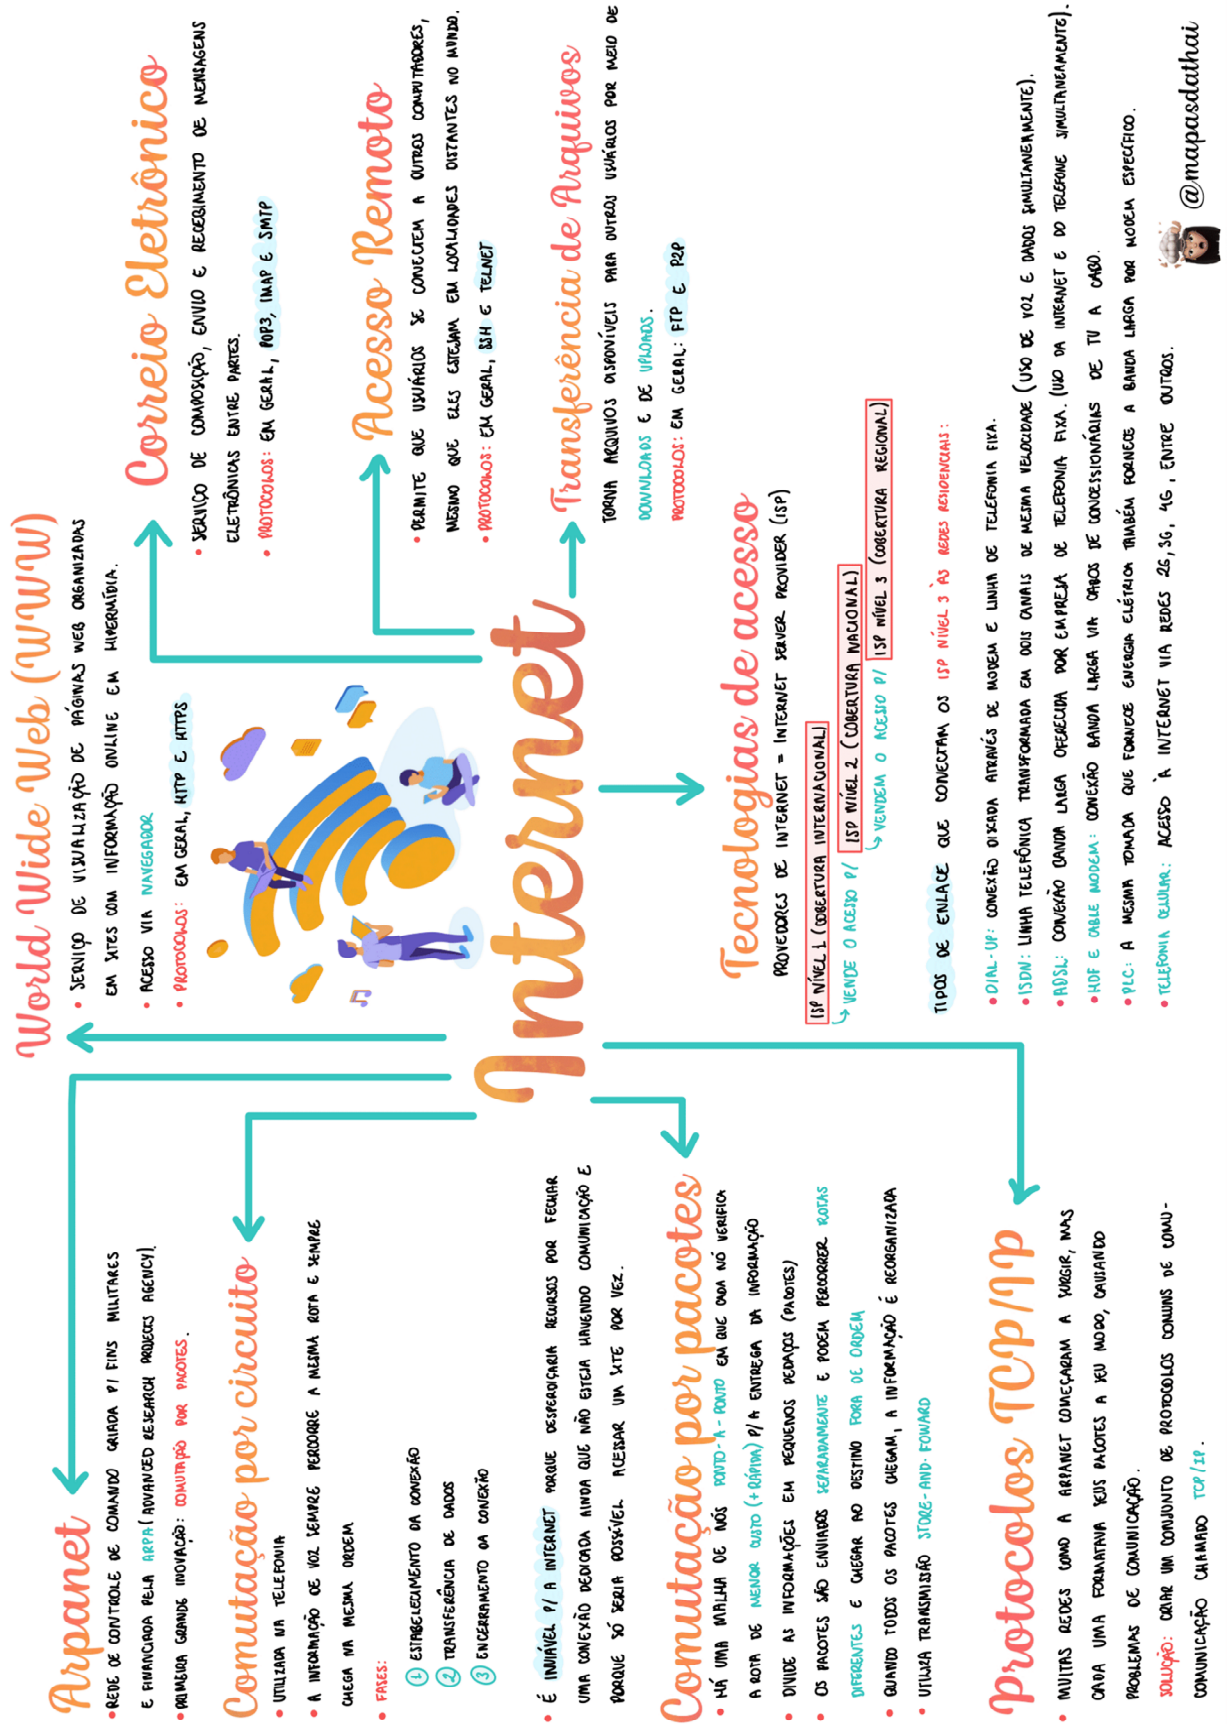 Arpanet
• REDE DE CONTROLE DE COMANDO CRIADA P/ FINS MILITARES
E FINANCIADA PELA ARPA (ADVANCED RESEARCH PROJECTS AGENCY).
• PRIMEIRA GRANDE INOVAÇÃO: COMUTAÇÃO POR PACOTES.
Comutação por circuito
• UTILIZADA NA TELEFONIA
• A INFORMAÇÃO DE VOZ SEMPRE PERCORRE A MESMA ROTA E SEMPRE
CHEGA NA MESMA ORDEM
• FASES:
1 ESTABELECIMENTO DA CONEXÃO
2 TRANSFERÊNCIA DE DADOS
3 ENCERRAMENTO DA CONEXÃO
• É INVIÁVEL P/ A INTERNET PORQUE DESPERDIÇARIA RECURSOS POR FECHAR
UMA CONEXÃO DEDICADA AINDA QUE NÃO ESTEJA HAVENDO COMUNICAÇÃO E
PORQUE SÓ SERIA POSSÍVEL ACESSAR UM SITE POR VEZ.
Comutação por pacotes
• HÁ UMA MALHA DE NÓS PONTO-A-PONTO EM QUE CADA NÓ VERIFICA
A ROTA DE MENOR CUSTO (+ RÁPIDA) P/ A ENTREGA DA INFORMAÇÃO
• DIVIDE AS INFORMAÇÕES EM PEQUENOS PEDAÇOS (PACOTES)
• OS PACOTES SÃO ENVIADOS SEPARADAMENTE E PODEM PERCORRER ROTAS
DIFERENTES E CHEGAR AO DESTINO FORA DE ORDEM
• QUANDO TODOS OS PACOTES CHEGAM, A INFORMAÇÃO É REORGANIZADA
• UTILIZA TRANSMISSÃO STORE-AND-FOWARD
Protocolos TCP/IP
• MUITAS REDES COMO A ARPANET COMEÇARAM A SURGIR, MAS
CADA UMA FORMATAVA SEUS PACOTES A SEU MODO, CAUSANDO
PROBLEMAS DE COMUNICAÇÃO.
SOLUÇÃO: CRIAR UM CONJUNTO DE PROTOCOLOS COMUNS DE COMU-
COMUNICAÇÃO CHAMADO TCP/IP.
World Wide Web (WWW)
• SERVIÇO DE VISUALIZAÇÃO DE PÁGINAS WEB ORGANIZADAS
EM SITES COM INFORMAÇÃO ONLINE EM HIPERMÍDIA.
• ACESSO VIA NAVEGADOR
• PROTOCOLOS: EM GERAL, HTTP E HTTPS
Internet
Tecnologias de acesso
PROVEDORES DE INTERNET = INTERNET SERVER PROVIDER (ISP)
ISP NÍVEL 1 (COBERTURA INTERNACIONAL)
VENDE O ACESSO P/ ISP NÍVEL 2 (COBERTURA NACIONAL)
VENDEM O ACESSO P/ ISP NÍVEL 3 (COBERTURA REGIONAL)
TIPOS DE ENLACE QUE CONECTAM OS ISP NÍVEL 3 ÀS REDES RESIDENCIAIS:
• DIAL-UP: CONEXÃO DISCADA ATRAVÉS DE MODEM E LINHA DE TELEFONIA FIXA.
• ISDN: LINHA TELEFÔNICA TRANSFORMADA EM DOIS CANAIS DE MESMA VELOCIDADE (USO DE VOZ E DADOS SIMULTANEAMENTE).
• ADSL: CONEXÃO BANDA LARGA OFERECIDA POR EMPRESA DE TELEFONIA FIXA. (USO DA INTERNET E DO TELEFONE SIMULTANEAMENTE).
• HDF E CABLE MODEM: CONEXÃO BANDA LARGA VIA CABOS DE CONCESSIONÁRIAS DE TV A CABO.
• PLC: A MESMA TOMADA QUE FORNECE ENERGIA ELÉTRICA TAMBÉM FORNECE A BANDA LARGA POR MODEM ESPECÍFICO.
• TELEFONIA CELULAR: ACESSO À INTERNET VIA REDES 2G, 3G, 4G, ENTRE OUTROS.
Correio Eletrônico
• SERVIÇO DE COMPOSIÇÃO, ENVIO E RECEBIMENTO DE MENSAGENS
ELETRÔNICAS ENTRE PARTES.
• PROTOCOLOS: EM GERAL, POP3, IMAP E SMTP
Acesso Remoto
• PERMITE QUE USUÁRIOS SE CONECTEM A OUTROS COMPUTADORES,
MESMO QUE ELES ESTEJAM EM LOCALIDADES DISTANTES NO MUNDO.
• PROTOCOLOS: EM GERAL, SSH E TELNET
Transferência de Arquivos
TORNA ARQUIVOS DISPONÍVEIS PARA OUTROS USUÁRIOS POR MEIO DE
DOWNLOADS E DE UPLOADS.
PROTOCOLOS: EM GERAL: FTP E P2P
@mapasdathai